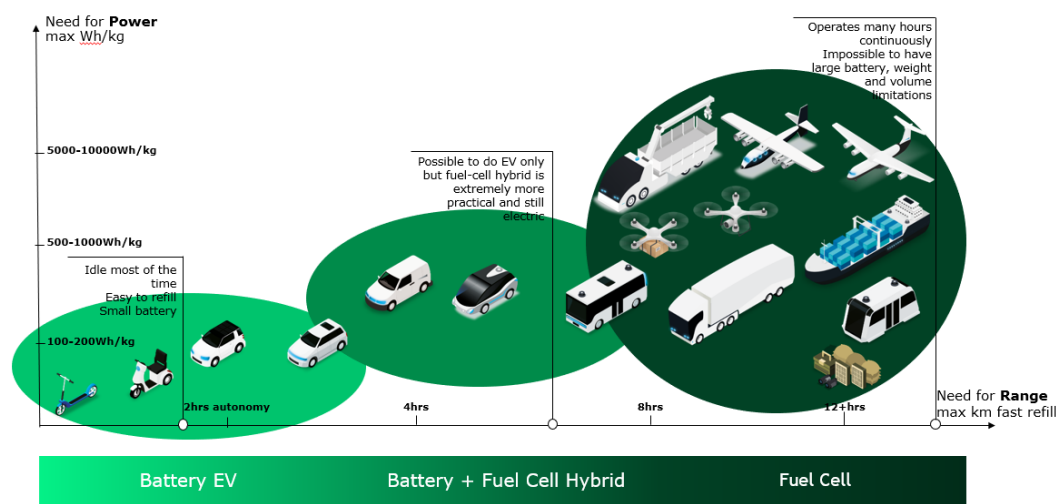 Need for Power
max Wh/kg
Operates many hours
continuously
Impossible to have
large battery, weight
and volume
limitations
5000-10000Wh/kg
Possible to do EV only
but fuel-cell hybrid is
extremely more
practical and still
electric
500-1000Wh/kg
Idle most of the
time
Easy to refill
Small battery
100-200Wh/kg
2hrs autonomy
4hrs
8hrs
12+hrs
Need for Range
max km fast refill
Battery EV
Battery + Fuel Cell Hybrid
Fuel Cell